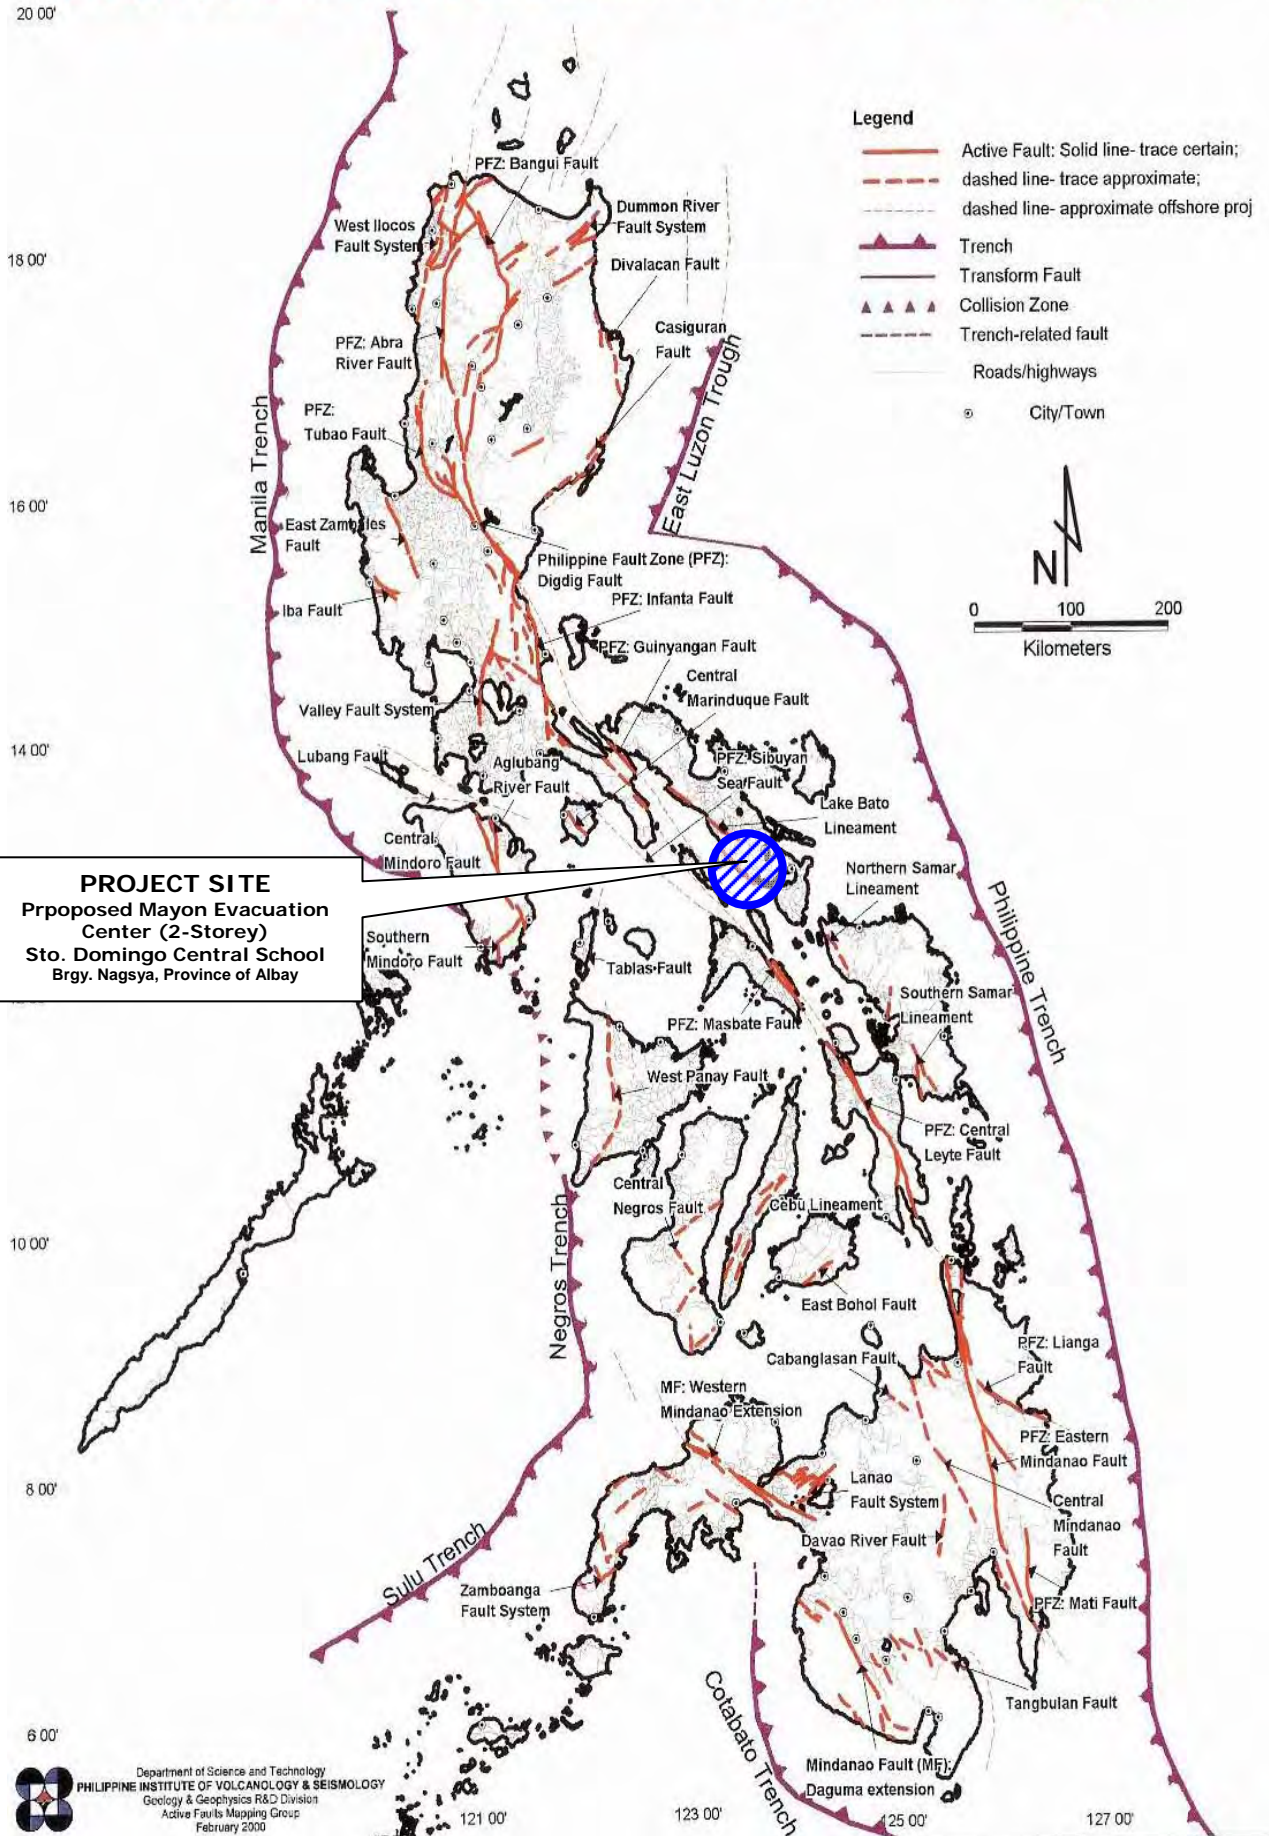 20 00'
Legend
Active Fault: Solid line- trace certain;
dashed line- trace approximate;
dashed line- approximate offshore proj
Trench
Transform Fault
Collision Zone
Trench-related fault
Roads/highways
City/Town
N
0 100 200
Kilometers
PFZ: Bangui Fault
West Ilocos
Fault System
Dummon River
Fault System
18 00'
Divalacan Fault
Casiguran
Fault
PFZ: Abra
River Fault
East Luzon Trough
Manila Trench
PFZ:
Tubao Fault
16 00'
East Zambales
Fault
Philippine Fault Zone (PFZ):
Digdig Fault
Iba Fault
PFZ: Infanta Fault
PFZ: Guinyangan Fault
Central
Marinduque Fault
Valley Fault System
14 00'
Lubang Fault
Aglubang
River Fault
PFZ: Sibuyan
Sea Fault
Lake Bato
Lineament
Central
Mindoro Fault
Northern Samar
Lineament
PROJECT SITE
Prpoposed Mayon Evacuation
Center (2-Storey)
Sto. Domingo Central School
Brgy. Nagsya, Province of Albay
Philippine Trench
Southern
Mindoro Fault
Tablas Fault
Southern Samar
Lineament
PFZ: Masbate Fault
West Panay Fault
PFZ: Central
Leyte Fault
Central
Negros Fault
Cebu Lineament
10 00'
Negros Trench
East Bohol Fault
Cabanglasan Fault
PFZ: Lianga
Fault
MF: Western
Mindanao Extension
PFZ: Eastern
Mindanao Fault
8 00'
Lanao
Fault System
Central
Mindanao
Fault
Davao River Fault
Sulu Trench
Zamboanga
Fault System
PFZ: Mati Fault
Tangbulan Fault
Cotabato Trench
6 00'
Mindanao Fault (MF):
Daguma extension
Department of Science and Technology
PHILIPPINE INSTITUTE OF VOLCANOLOGY & SEISMOLOGY
Geology & Geophysics R&D Division
Active Faults Mapping Group
February 2000
121 00' 123 00' 125 00' 127 00'